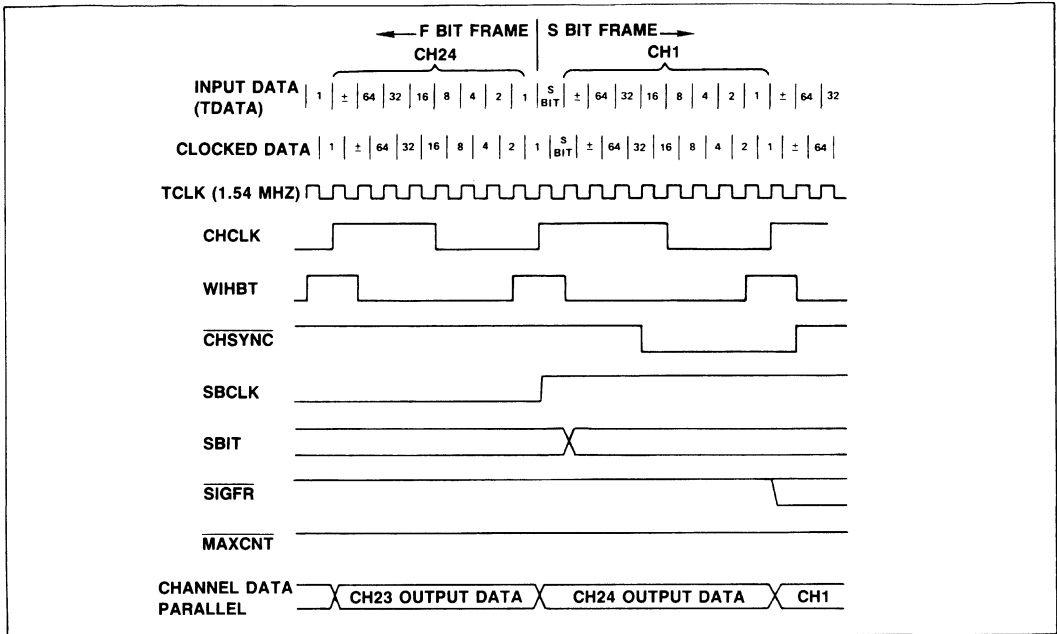 F BIT FRAME | S BIT FRAME
CH24 CH1
INPUT DATA (TDATA) | 1 | ± | 64 | 32 | 16 | 8 | 4 | 2 | 1 | S BIT | ± | 64 | 32 | 16 | 8 | 4 | 2 | 1 | ± | 64 | 32
CLOCKED DATA | 1 | ± | 64 | 32 | 16 | 8 | 4 | 2 | 1 | S BIT | ± | 64 | 32 | 16 | 8 | 4 | 2 | 1 | ± | 64 |
TCLK (1.54 MHZ)
CHCLK
WIHBT
CHSYNC
SBCLK
SBIT
SIGFR
MAXCNT
CHANNEL DATA PARALLEL CH23 OUTPUT DATA CH24 OUTPUT DATA CH1